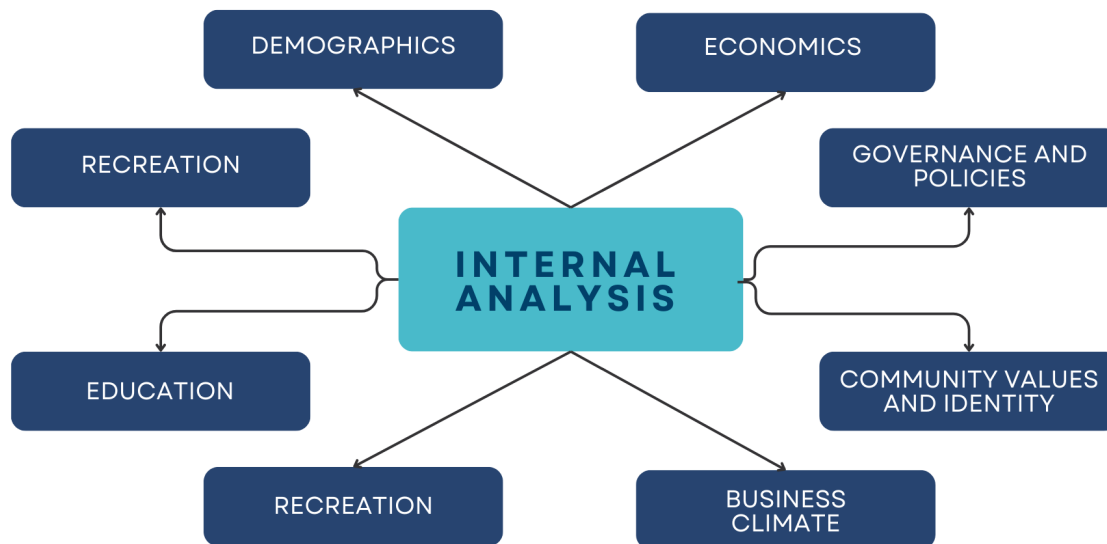 DEMOGRAPHICS
ECONOMICS
RECREATION
GOVERNANCE AND
POLICIES
INTERNAL
ANALYSIS
EDUCATION
COMMUNITY VALUES
AND IDENTITY
RECREATION
BUSINESS
CLIMATE